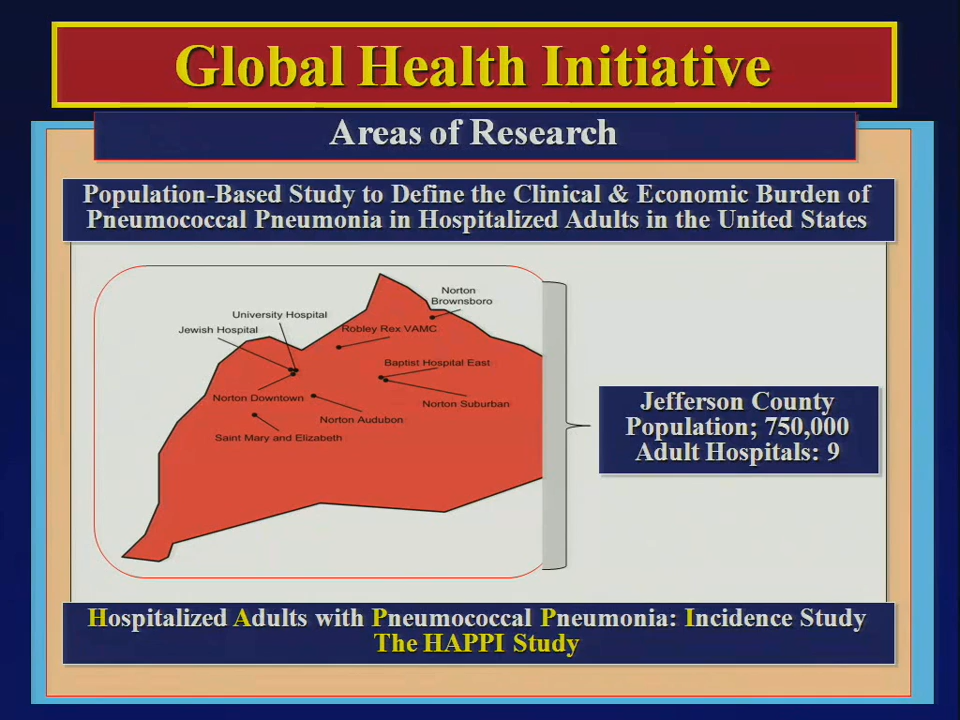 Global Health Initiative
Areas of Research
Population-Based Study to Define the Clinical & Economic Burden of
Pneumococcal Pneumonia in Hospitalized Adults in the United States
Norton
Brownsboro
University Hospital
Jewish Hospital
Robley Rex VAMC
Baptist Hospital East
Norton Downtown
Norton Suburban
Norton Audubon
Saint Mary and Elizabeth
Jefferson County
Population; 750,000
Adult Hospitals: 9
Hospitalized Adults with Pneumococcal Pneumonia: Incidence Study
The HAPPI Study